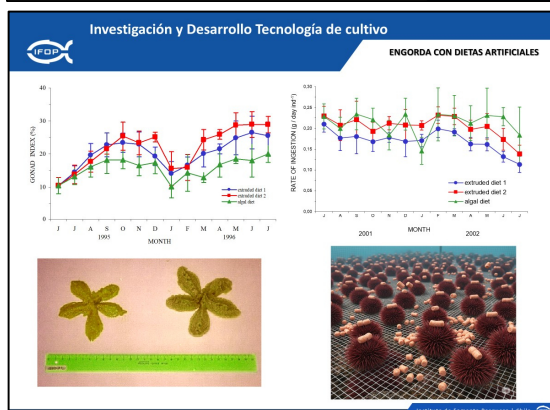 Investigación y Desarrollo Tecnología de cultivo
IFOP
ENGORDA CON DIETAS ARTIFICIALES
GONAD INDEX (%)
40
30
20
10
0
J J A S O N D J F M A M J J
1995 1996
MONTH
extruded diet 1
extruded diet 2
algal diet
RATE OF INGESTION (g / day ind⁻¹)
0.30
0.25
0.20
0.15
0.10
0.05
0.00
J A S O N D J F M A M J J
2001 MONTH 2002
extruded diet 1
extruded diet 2
algal diet